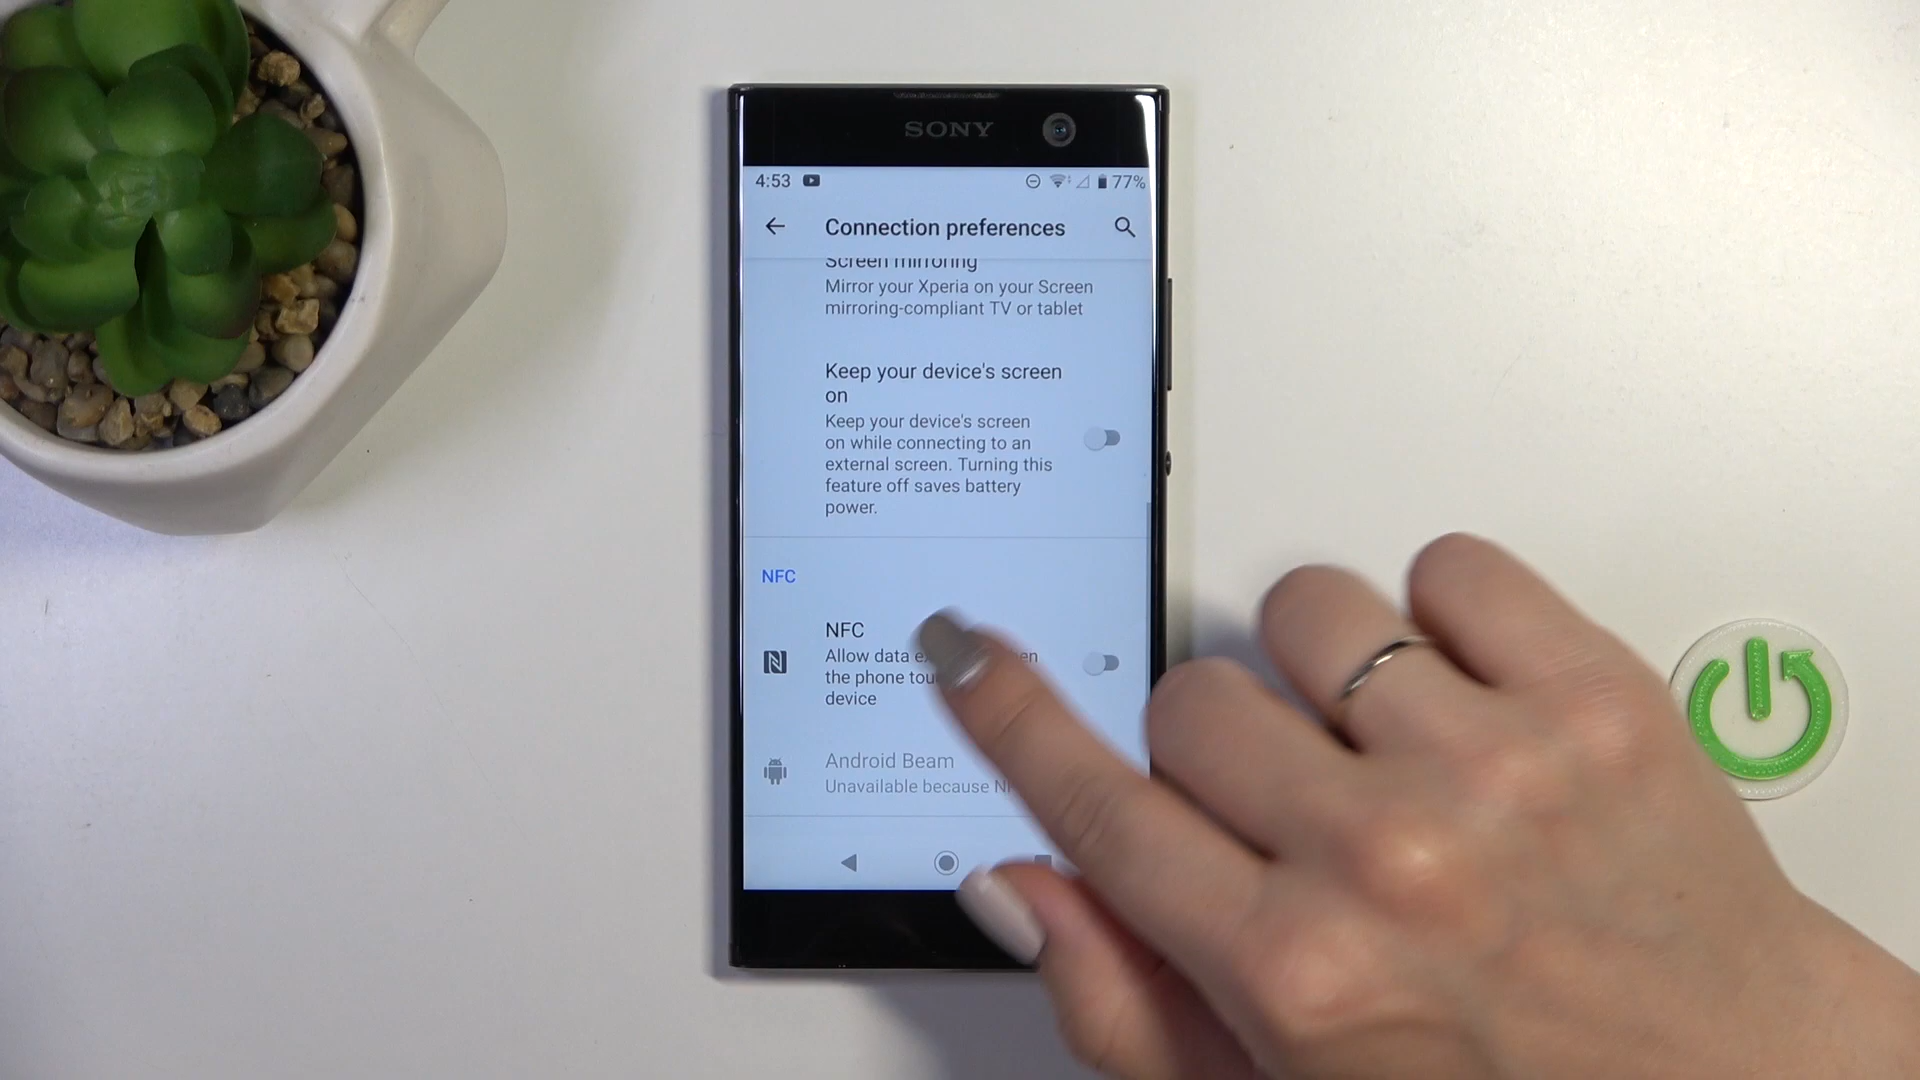 SONY
4:53 77%
Connection preferences
Screen mirroring
Mirror your Xperia on your Screen
mirroring-compliant TV or tablet
Keep your device's screen
on
Keep your device's screen
on while connecting to an
external screen. Turning this
feature off saves battery
power.
NFC
NFC
Allow data
the phone
device
Android Beam
Unavailable because